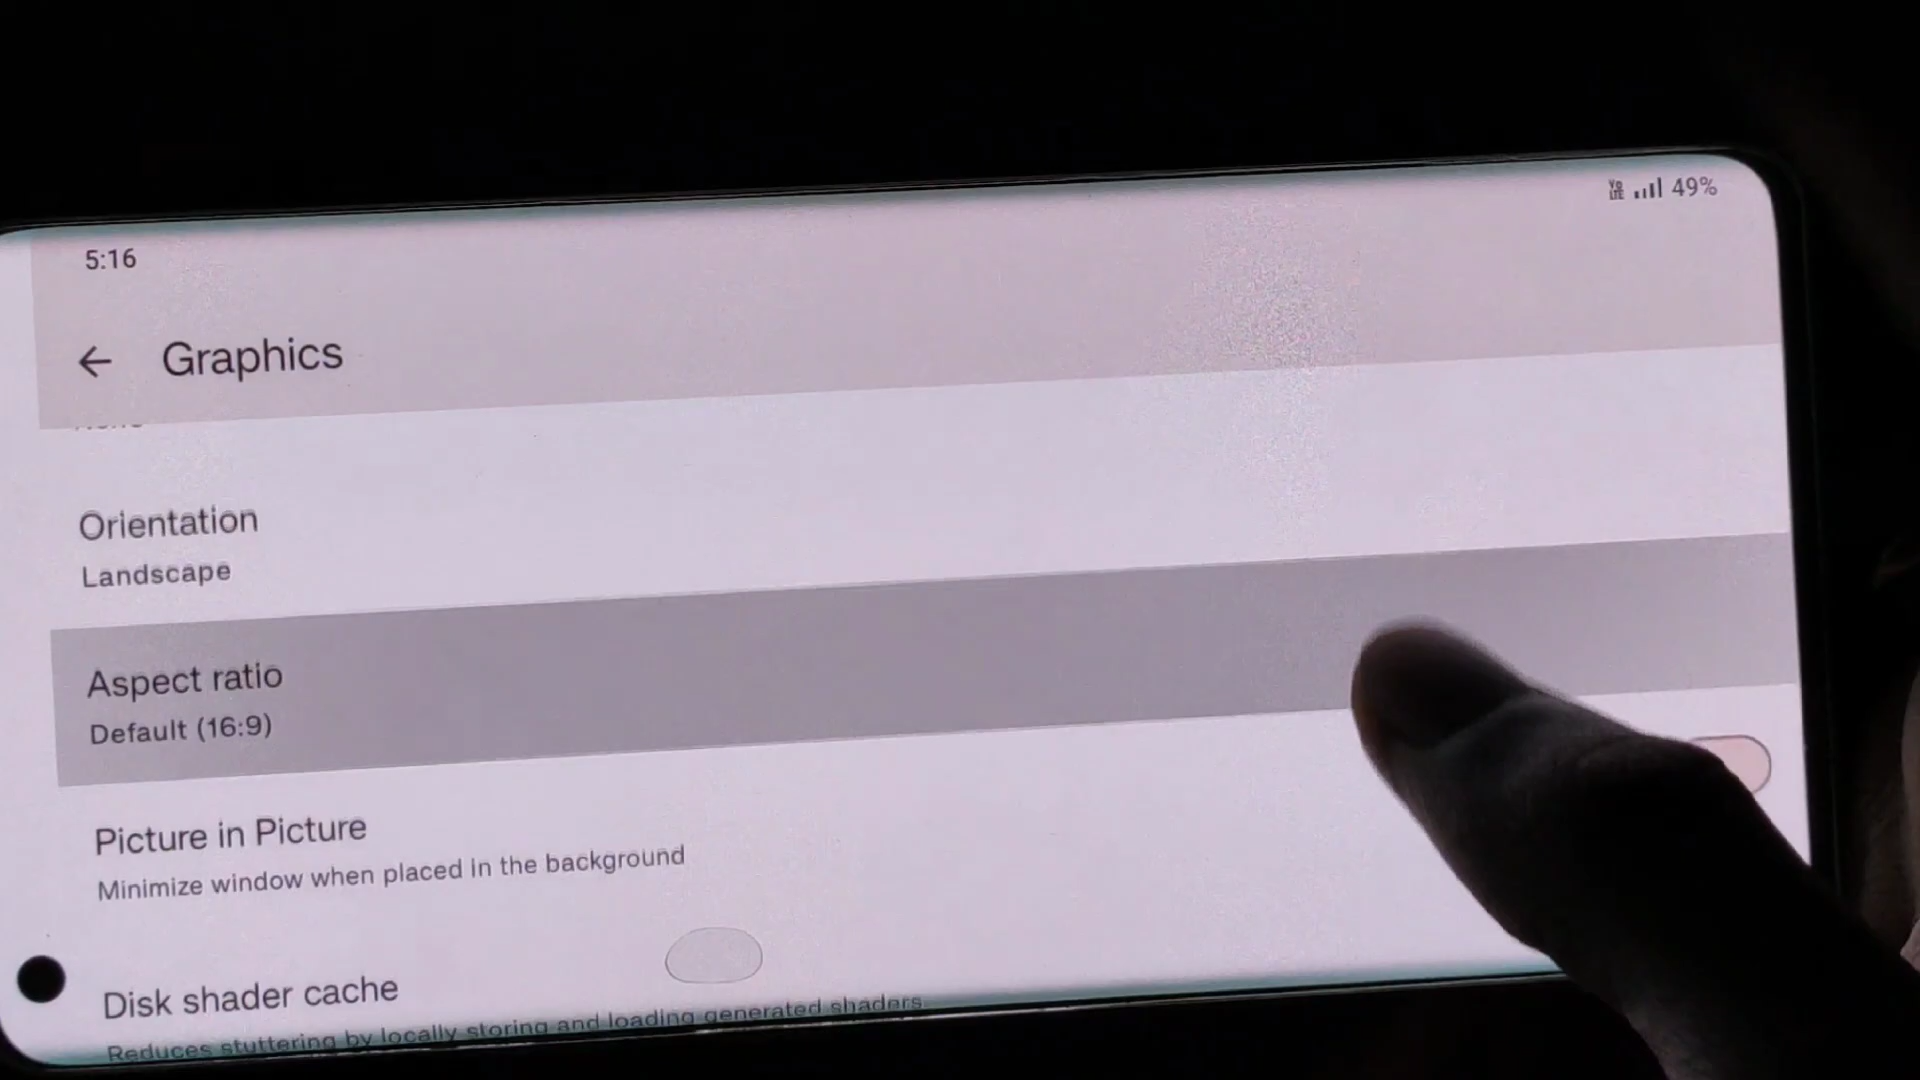 5:16
49%
Graphics
Orientation
Landscape
Aspect ratio
Default (16:9)
Picture in Picture
Minimize window when placed in the background
Disk shader cache
Reduces stuttering by locally storing and loading generated shaders